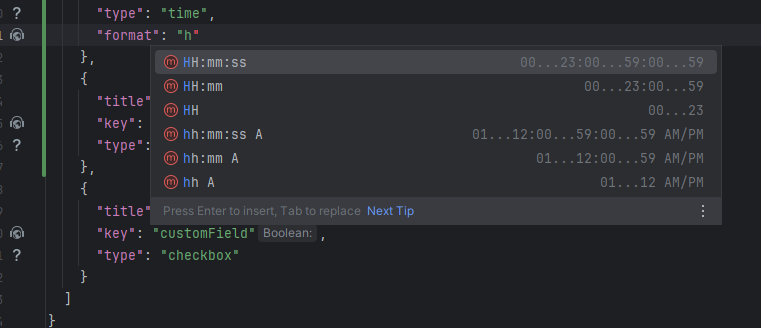 "type": "time",
"format": "h"
},
{
"title"
"key":
"type":
},
{
"title"
"key": "customField" Boolean: ,
"type": "checkbox"
}
]
}
HH:mm:ss 00...23:00...59:00...59
HH:mm 00...23:00...59
HH 00...23
hh:mm:ss A 01...12:00...59:00...59 AM/PM
hh:mm A 01...12:00...59 AM/PM
hh A 01...12 AM/PM
Press Enter to insert, Tab to replace Next Tip